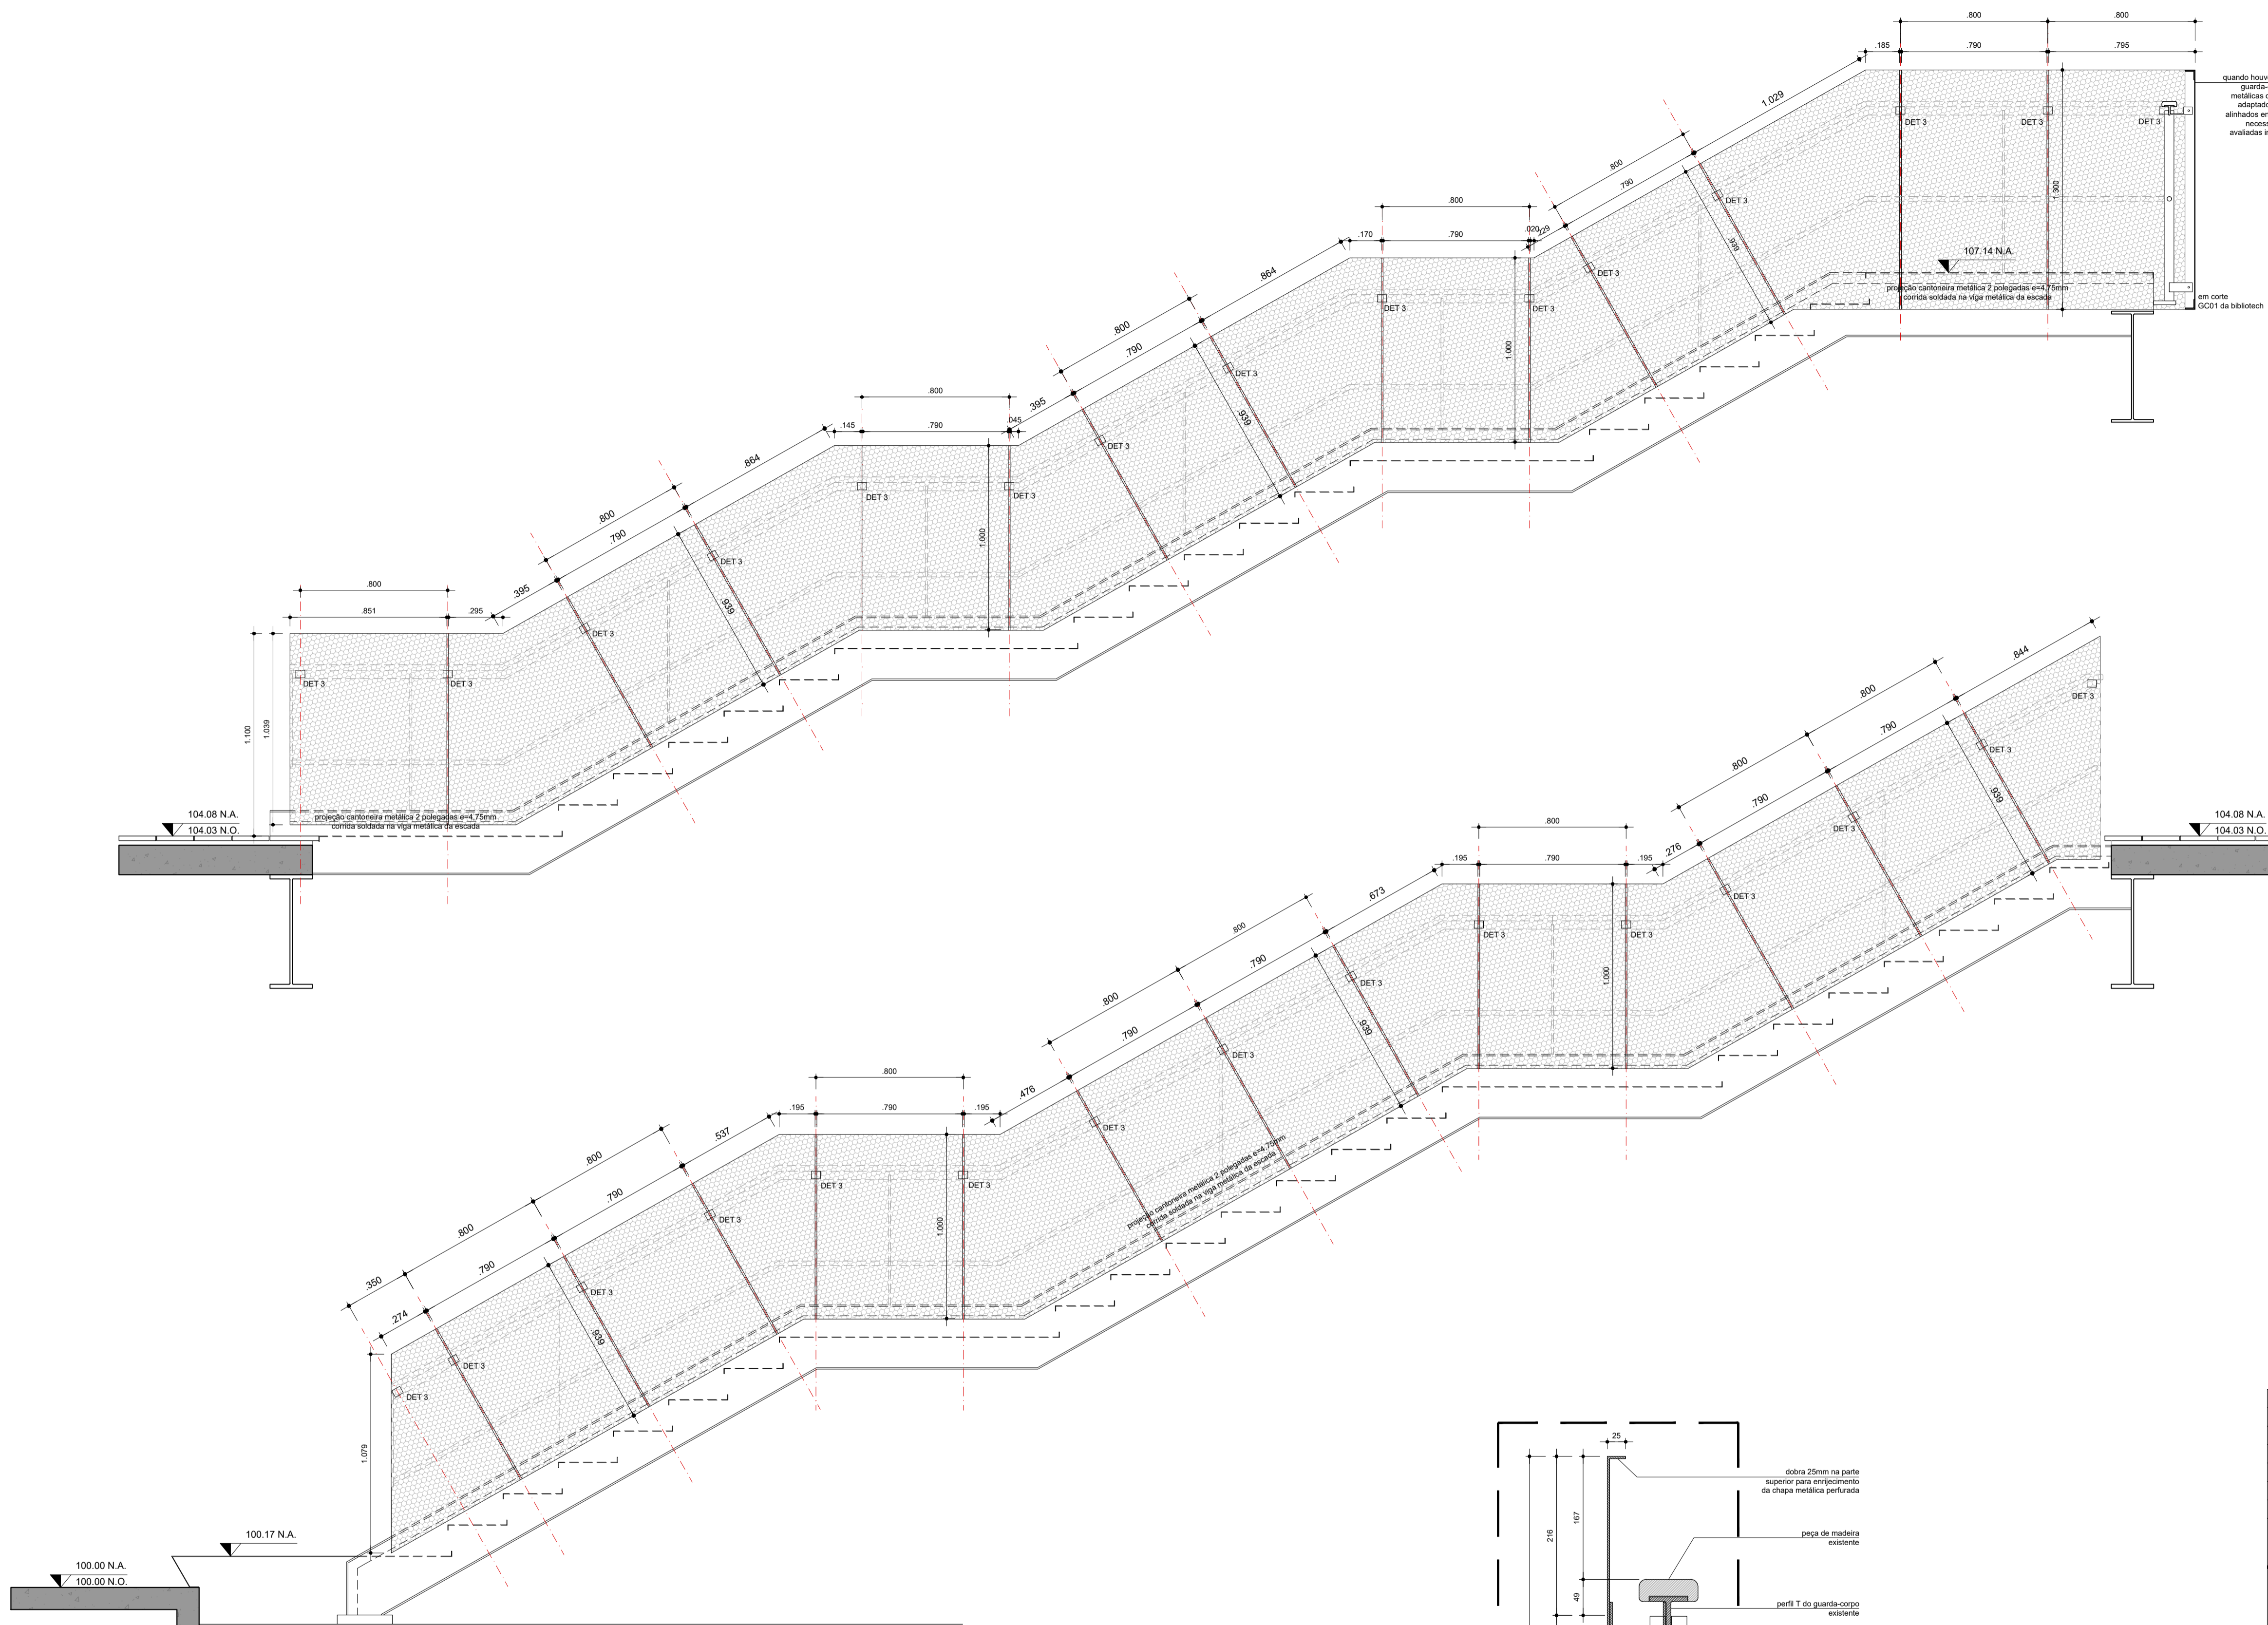 .800
.800
.185
.790
.795
1.029
quando houv
guarda-
metálicas d
adaptado
alinhados en
necess
avaliadas in
DET 3
DET 3
DET 3
.800
.790
DET 3
1.300
.800
.170
.790
.020
.229
DET 3
.939
107.14 N.A.
projeção cantoneira metálica 2 polegadas e=4,75mm
corrida soldada na viga metálica da escada
em corte
GC01 da bibliotech
.864
.800
.790
DET 3
DET 3
1.000
DET 3
.939
.800
.395
.145
.790
.045
DET 3
.864
.800
.790
DET 3
DET 3
1.000
.395
DET 3
.939
.800
.851
.295
DET 3
DET 3
DET 3
1.100
1.039
104.08 N.A.
104.03 N.O.
projeção cantoneira metálica 2 polegadas e=4,75mm
corrida soldada na viga metálica da escada
.844
.800
.790
DET 3
DET 3
.800
.790
.939
DET 3
104.08 N.A.
104.03 N.O.
.800
.195
.790
.195
.276
DET 3
.673
.800
.790
DET 3
DET 3
1.000
.800
.790
DET 3
.939
DET 3
.476
DET 3
.800
.195
.790
.195
.537
.800
.790
DET 3
DET 3
1.000
projeção cantoneira metálica 2 polegadas e=4,75mm
corrida soldada na viga metálica da escada
DET 3
.800
.790
DET 3
.939
.350
.274
DET 3
DET 3
1.079
100.17 N.A.
100.00 N.A.
100.00 N.O.
25
dobra 25mm na parte
superior para enrijecimento
da chapa metálica perfurada
167
216
peça de madeira
existente
49
perfil T do guarda-corpo
existente